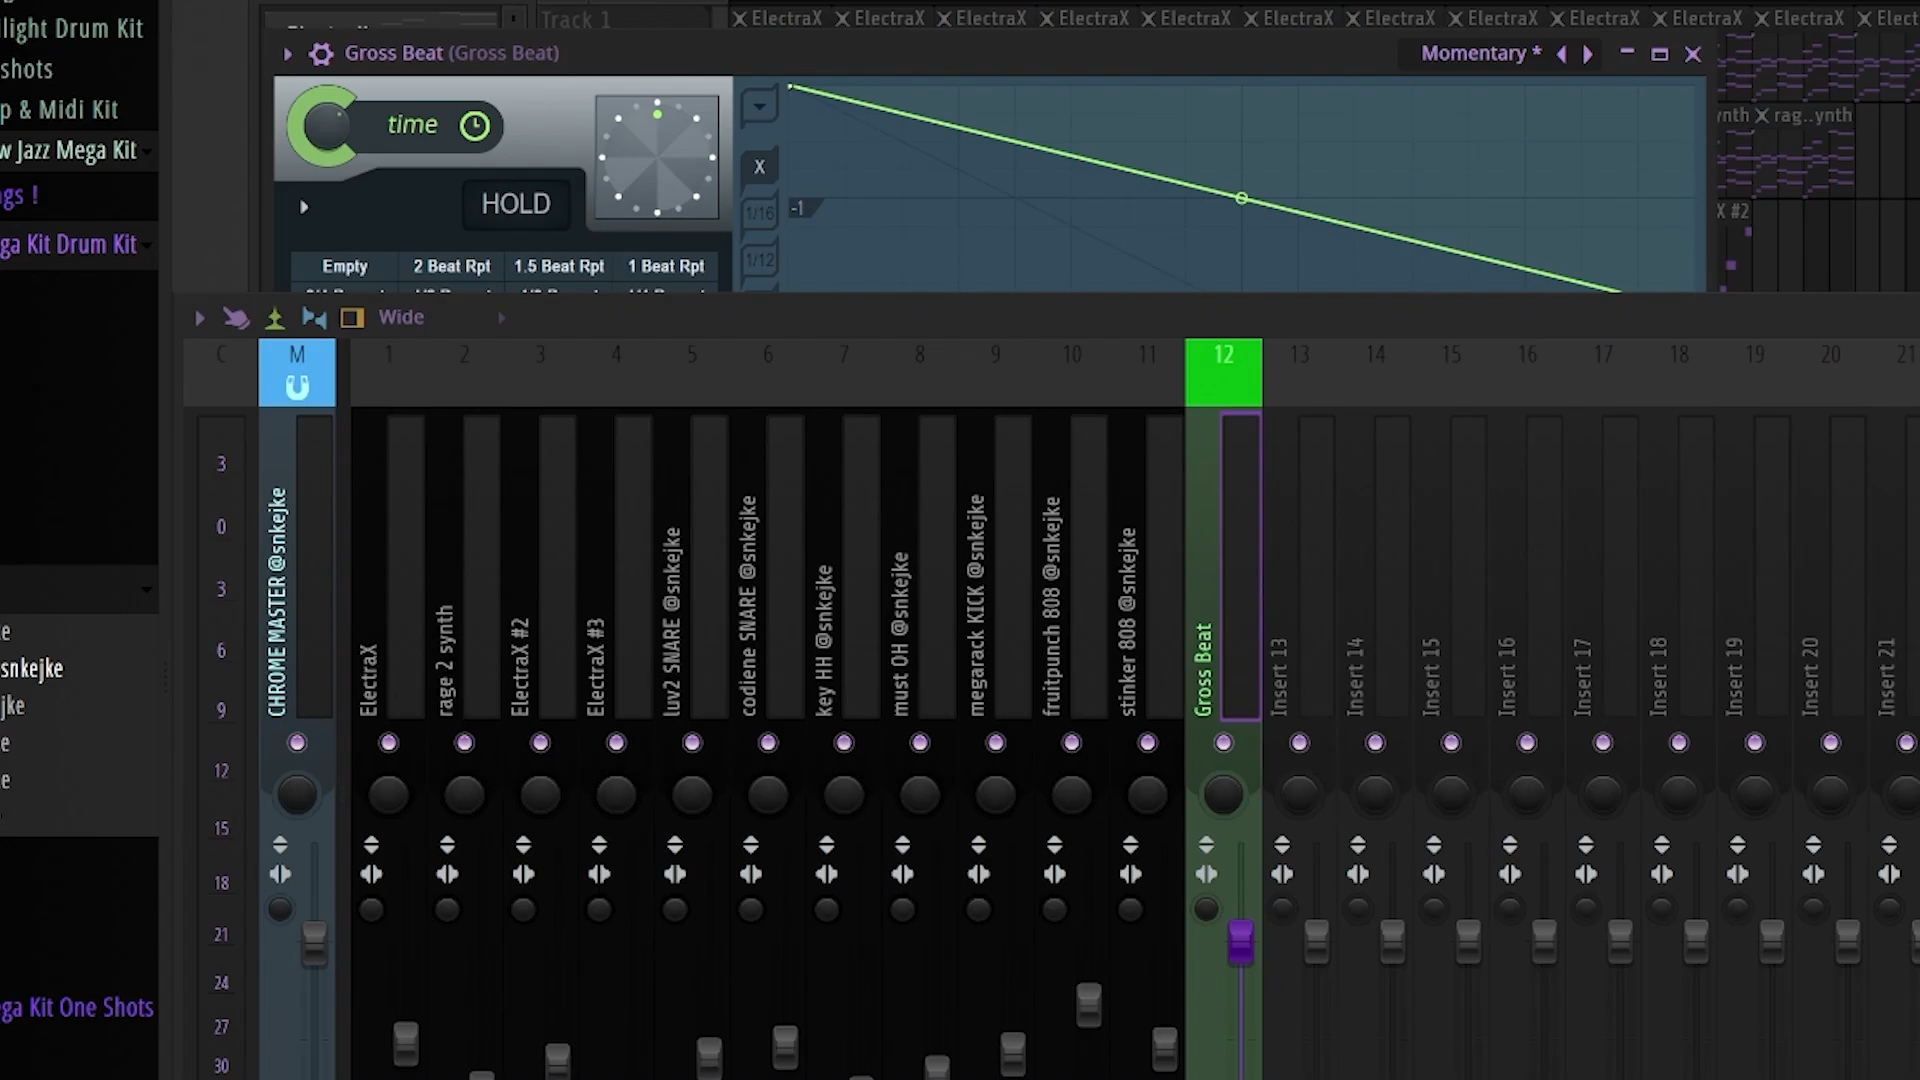 light Drum Kit
shots
p & Midi Kit
w Jazz Mega Kit
gs !
ga Kit Drum Kit
e
snkejke
jke
e
e
ga Kit One Shots
Track 1
ElectraX ElectraX ElectraX ElectraX ElectraX ElectraX ElectraX ElectraX ElectraX ElectraX ElectraX Elect
Gross Beat (Gross Beat)
Momentary *
time
HOLD
X
1/16
1/12
-1
Empty 2 Beat Rpt 1.5 Beat Rpt 1 Beat Rpt
ynth rag..ynth
X #2
Wide
C M 1 2 3 4 5 6 7 8 9 10 11 12 13 14 15 16 17 18 19 20 21
3
0
3
6
9
12
15
18
21
24
27
30
CHROME MASTER @snkejke
ElectraX
rage 2 synth
ElectraX #2
ElectraX #3
luv2 SNARE @snkejke
codiene SNARE @snkejke
key HH @snkejke
must OH @snkejke
megarack KICK @snkejke
fruitpunch 808 @snkejke
stinker 808 @snkejke
Gross Beat
Insert 13
Insert 14
Insert 15
Insert 16
Insert 17
Insert 18
Insert 19
Insert 20
Insert 21